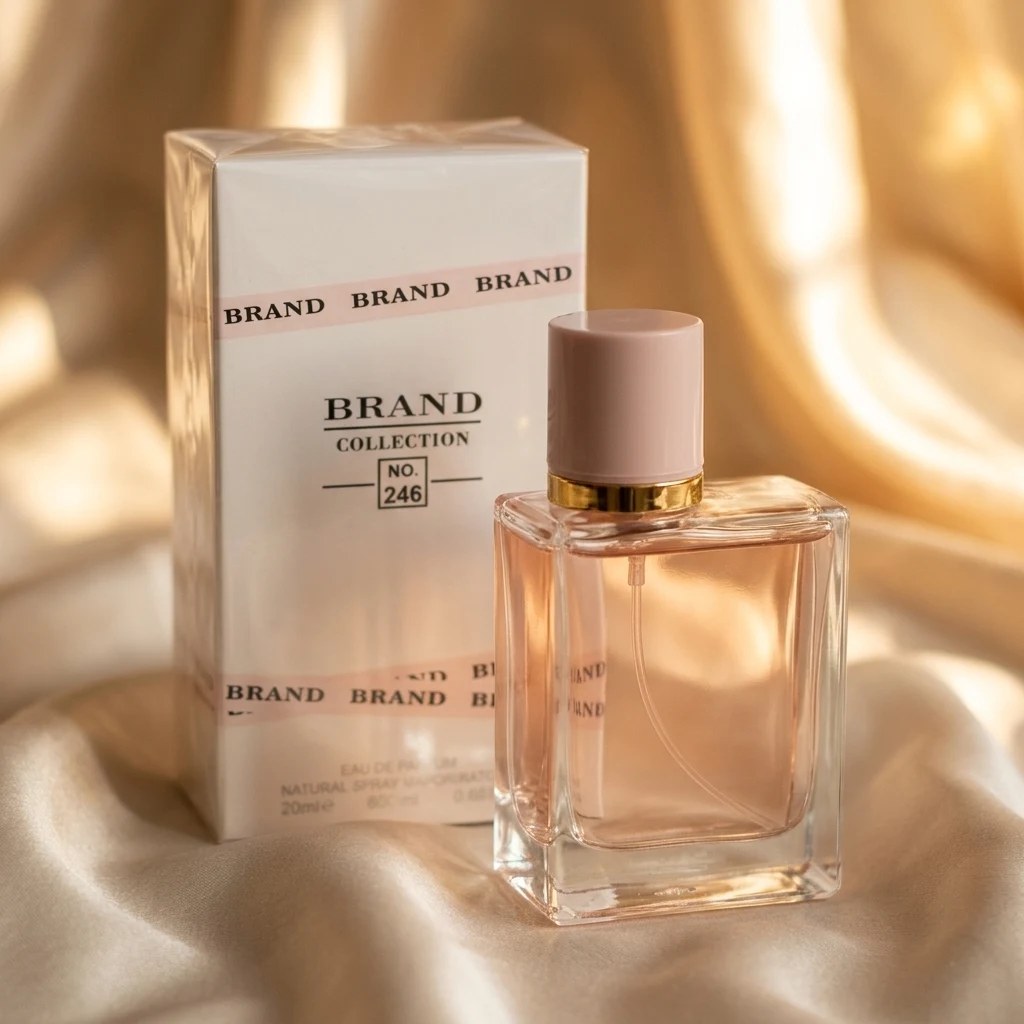 BRAND BRAND BRAND
BRAND
COLLECTION
NO.
246
BRAND BRAND
EAU DE PARFUM
NATURAL SPRAY
20ml e